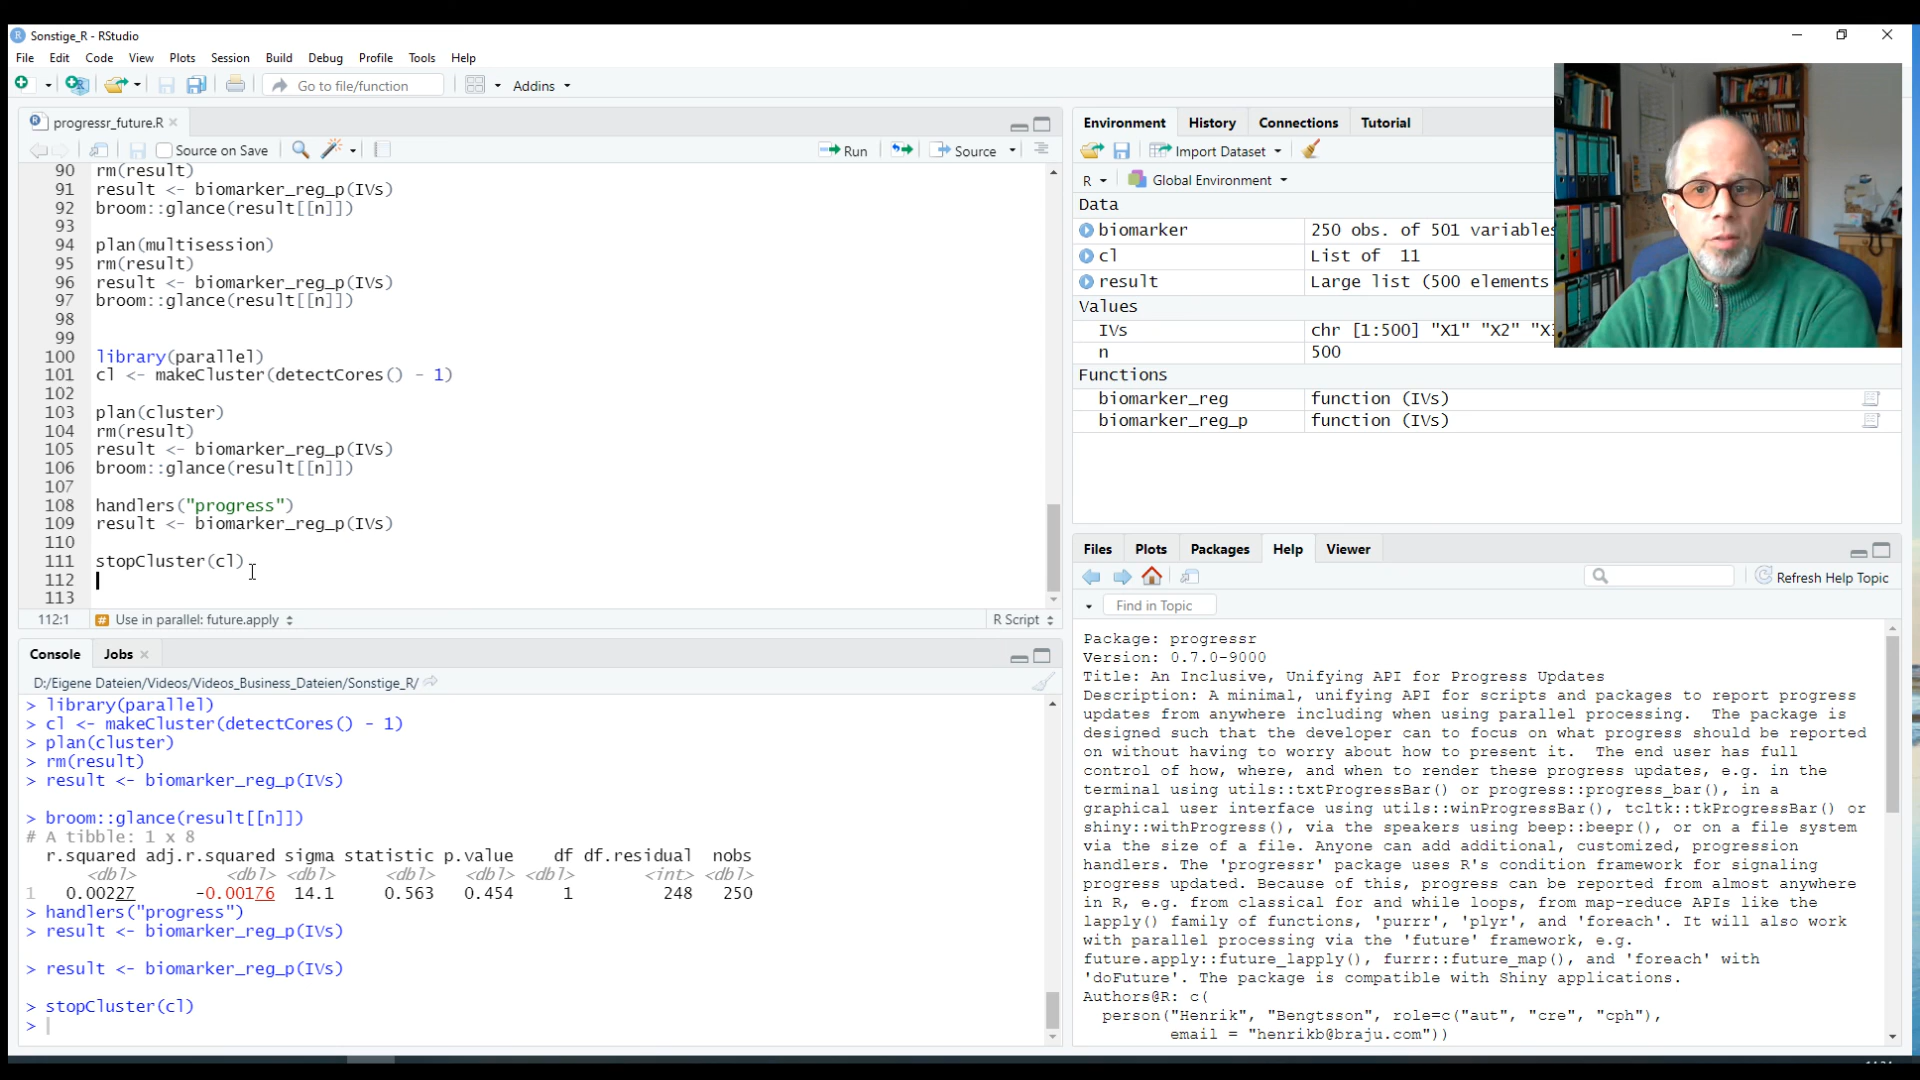 Sonstige_R - RStudio
File Edit Code View Plots Session Build Debug Profile Tools Help
Go to file/function Addins
progressr_future.R
Source on Save Run Source
90 rm(result)
91 result <- biomarker_reg_p(IVs)
92 broom::glance(result[[n]])
93
94 plan(multisession)
95 rm(result)
96 result <- biomarker_reg_p(IVs)
97 broom::glance(result[[n]])
98
99
100 library(parallel)
101 cl <- makeCluster(detectCores() - 1)
102
103 plan(cluster)
104 rm(result)
105 result <- biomarker_reg_p(IVs)
106 broom::glance(result[[n]])
107
108 handlers("progress")
109 result <- biomarker_reg_p(IVs)
110
111 stopCluster(cl)
112
113
112:1 # Use in parallel: future.apply R Script
Console Jobs
D:/Eigene Dateien/Videos/Videos_Business_Dateien/Sonstige_R/
> library(parallel)
> cl <- makeCluster(detectCores() - 1)
> plan(cluster)
> rm(result)
> result <- biomarker_reg_p(IVs)
> broom::glance(result[[n]])
# A tibble: 1 x 8
r.squared adj.r.squared sigma statistic p.value df df.residual nobs
<dbl> <dbl> <dbl> <dbl> <dbl> <dbl> <int> <dbl>
1 0.00227 -0.00176 14.1 0.563 0.454 1 248 250
> handlers("progress")
> result <- biomarker_reg_p(IVs)
> result <- biomarker_reg_p(IVs)
> stopCluster(cl)
>
Environment History Connections Tutorial
Import Dataset
R Global Environment
Data
biomarker 250 obs. of 501 variables
cl List of 11
result Large list (500 elements
Values
IVs chr [1:500] "X1" "X2"
n 500
Functions
biomarker_reg function (IVs)
biomarker_reg_p function (IVs)
Files Plots Packages Help Viewer
Refresh Help Topic
Find in Topic
Package: progressr
Version: 0.7.0-9000
Title: An Inclusive, Unifying API for Progress Updates
Description: A minimal, unifying API for scripts and packages to report progress
updates from anywhere including when using parallel processing. The package is
designed such that the developer can to focus on what progress should be reported
on without having to worry about how to present it. The end user has full
control of how, where, and when to render these progress updates, e.g. in the
terminal using utils::txtProgressBar() or progress::progress_bar(), in a
graphical user interface using utils::winProgressBar(), tcltk::tkProgressBar() or
shiny::withProgress(), via the speakers using beep::beepr(), or on a file system
via the size of a file. Anyone can add additional, customized, progression
handlers. The 'progressr' package uses R's condition framework for signaling
progress updated. Because of this, progress can be reported from almost anywhere
in R, e.g. from classical for and while loops, from map-reduce APIs like the
lapply() family of functions, 'purrr', 'plyr', and 'foreach'. It will also work
with parallel processing via the 'future' framework, e.g.
future.apply::future_lapply(), furrr::future_map(), and 'foreach' with
'doFuture'. The package is compatible with Shiny applications.
Authors@R: c(
person("Henrik", "Bengtsson", role=c("aut", "cre", "cph"),
email = "henrikb@braju.com"))